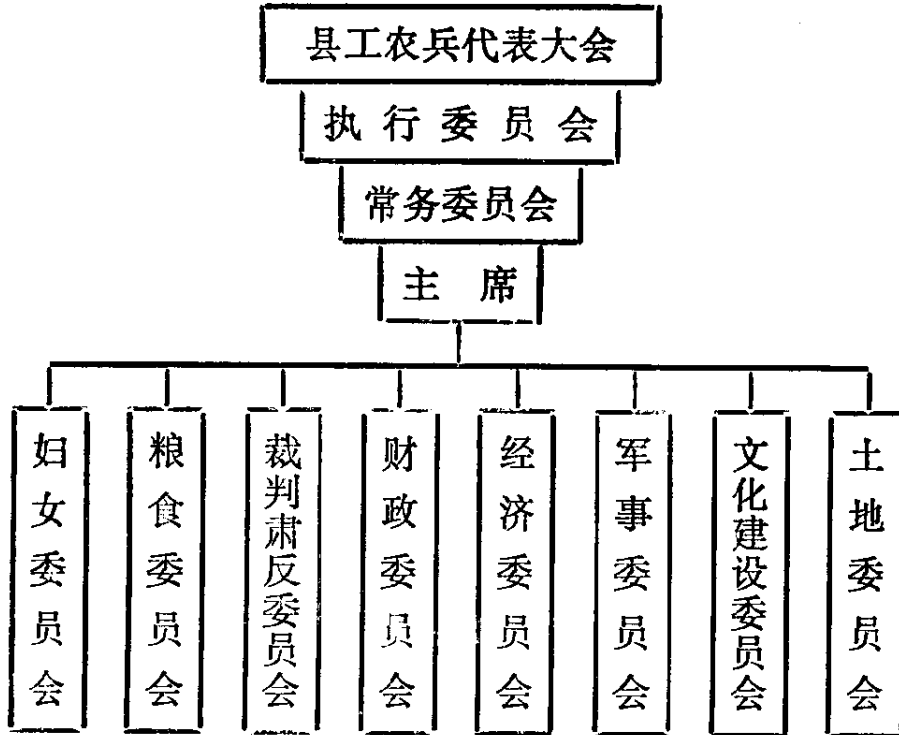 县工农兵代表大会
执行委员会
常务委员会
主席
妇女委员会
粮食委员会
裁判肃反委员会
财政委员会
经济委员会
军事委员会
文化建设委员会
土地委员会